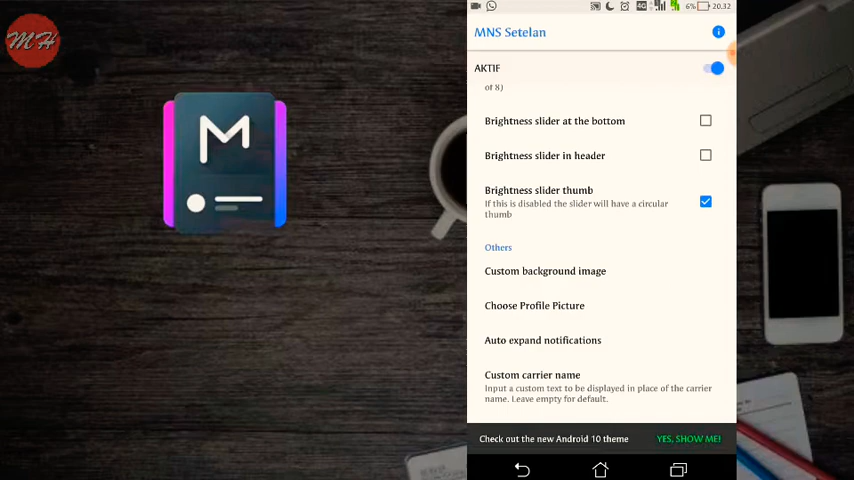 MH
M
6% 20.32
MNS Setelan
AKTIF
of 8)
Brightness slider at the bottom
Brightness slider in header
Brightness slider thumb
If this is disabled the slider will have a circular
thumb
Others
Custom background image
Choose Profile Picture
Auto expand notifications
Custom carrier name
Input a custom text to be displayed in place of the carrier
name. Leave empty for default.
Check out the new Android 10 theme YES, SHOW ME!